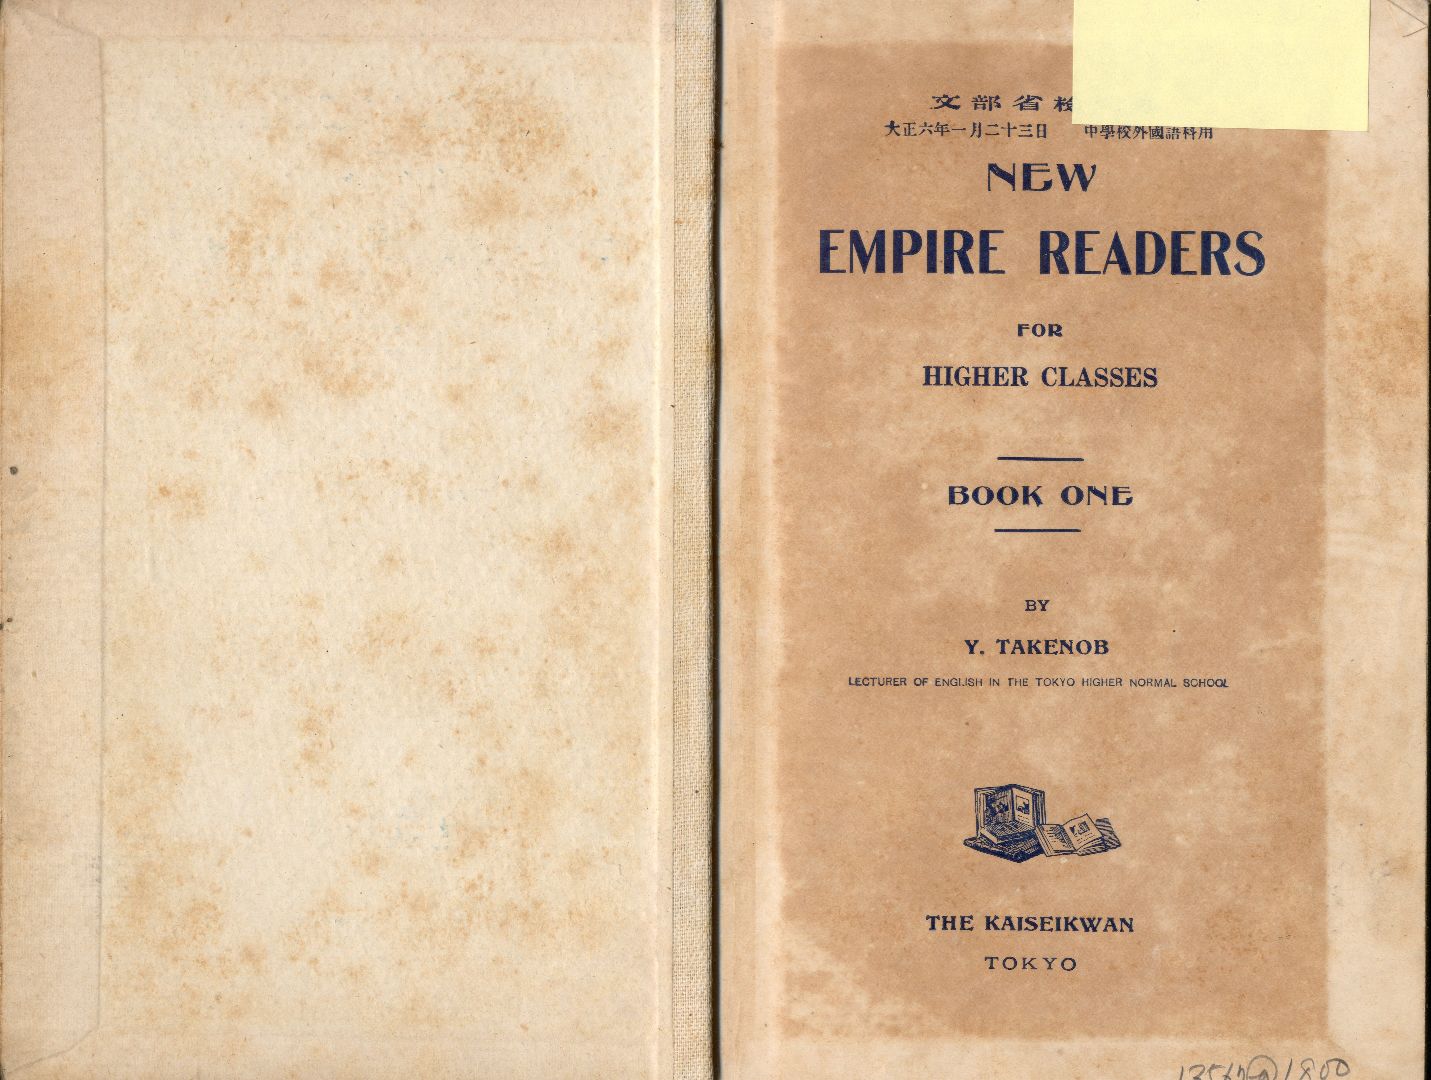 文部省
大正六年一月二十三日 中學校外國語科用
NEW
EMPIRE READERS
FOR
HIGHER CLASSES
BOOK ONE
BY
Y. TAKENOB
LECTURER OF ENGLISH IN THE TOKYO HIGHER NORMAL SCHOOL
THE KAISEIKWAN
TOKYO